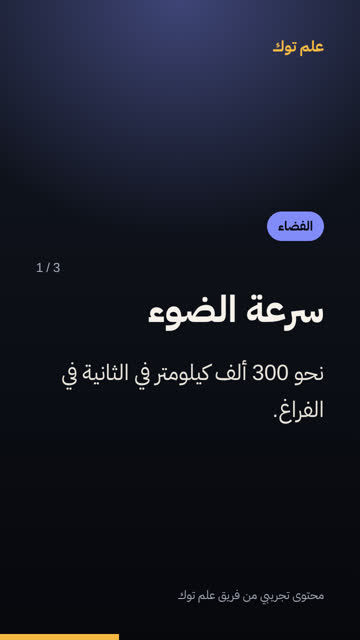 علم توك
الفضاء
1 / 3
سرعة الضوء
نحو 300 ألف كيلومتر في الثانية في
الفراغ.
محتوى تجريبي من فريق علم توك